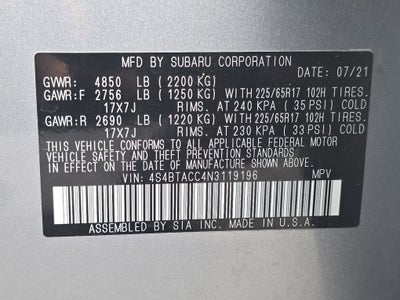 MFD BY SUBARU CORPORATION
DATE: 07/21
GVWR: 4850 LB (2200 KG)
GAWR:F 2756 LB (1250 KG) WITH 225/65R17 102H TIRES.
17X7J RIMS. AT 240 KPA (35 PSI) COLD
GAWR:R 2690 LB (1220 KG) WITH 225/65R17 102H TIRES.
17X7J RIMS. AT 230 KPA (33 PSI) COLD
THIS VEHICLE CONFORMS TO ALL APPLICABLE FEDERAL MOTOR
VEHICLE SAFETY, BUMPER, AND THEFT PREVENTION STANDARDS IN
EFFECT ON THE DATE OF MANUFACTURE SHOWN ABOVE.
VIN: 4S4BTACC4N3119196 MPV
ASSEMBLED BY SIA INC. MADE IN U.S.A.